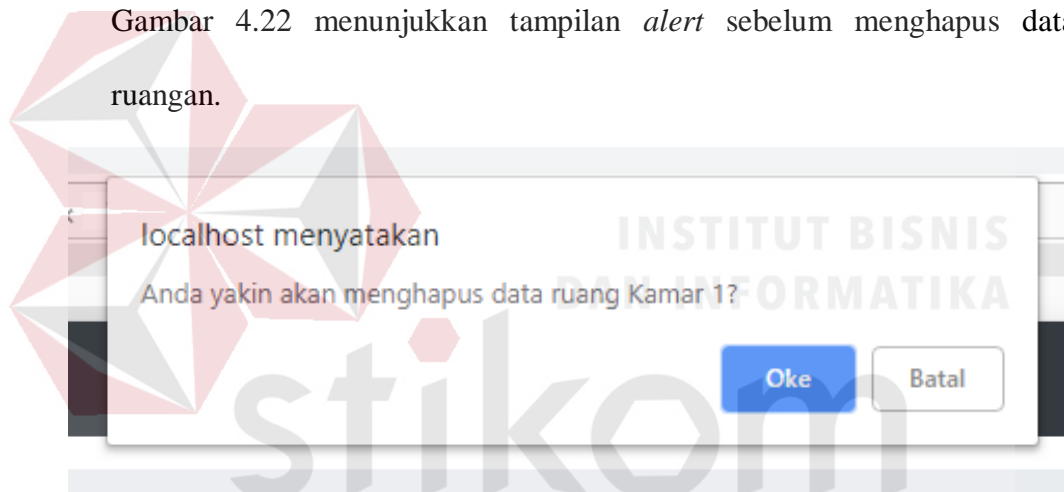 Gambar 4.22 menunjukkan tampilan alert sebelum menghapus data
ruangan.
INSTITUT BISNIS
localhost menyatakan
DAN INFORMATIKA
Anda yakin akan menghapus data ruang Kamar 1?
Oke
Batal
stikom